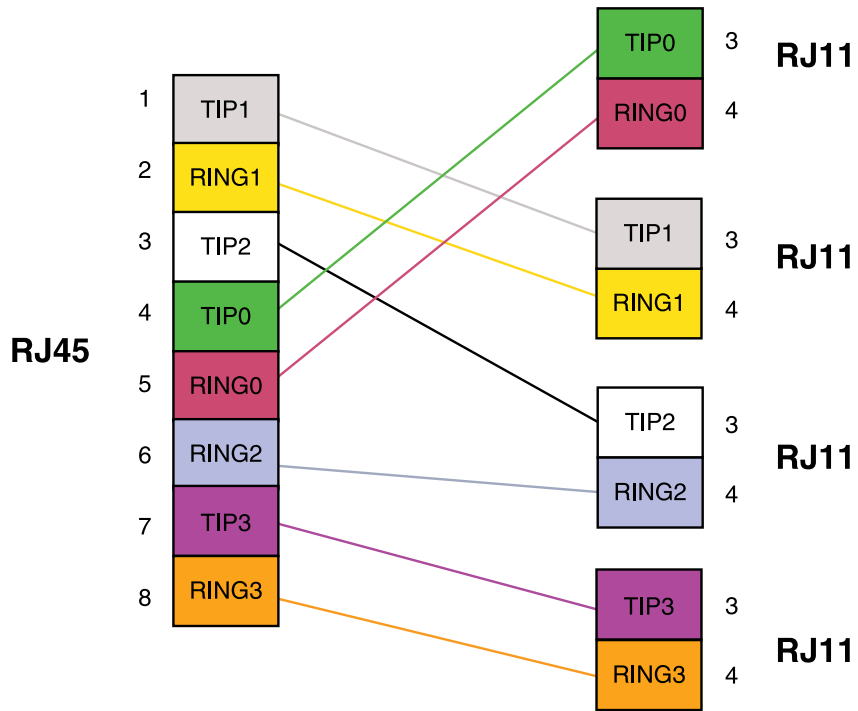 RJ45
1 TIP1
2 RING1
3 TIP2
4 TIP0
5 RING0
6 RING2
7 TIP3
8 RING3
TIP0 3 RJ11
RING0 4
TIP1 3 RJ11
RING1 4
TIP2 3 RJ11
RING2 4
TIP3 3 RJ11
RING3 4